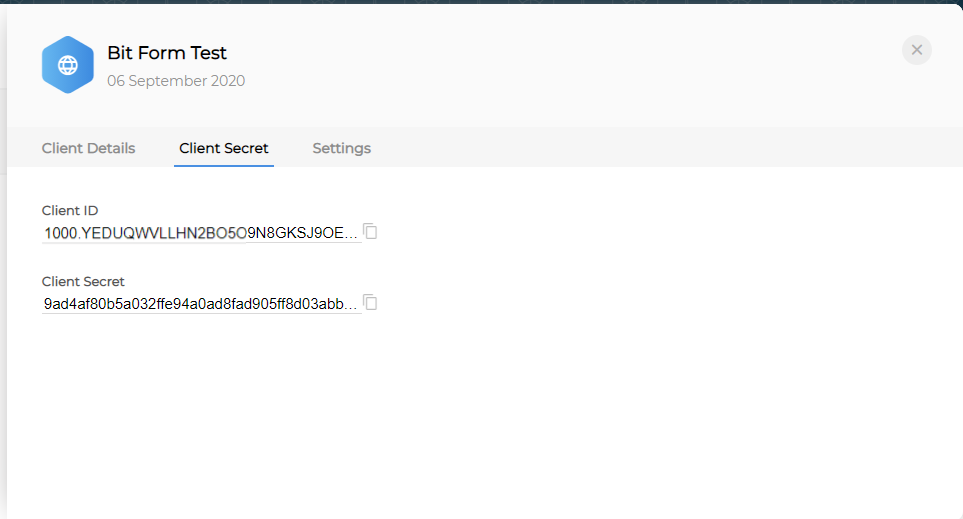 Bit Form Test
06 September 2020
Client Details Client Secret Settings
Client ID
1000.YEDUQWVLLHN2BO5O9N8GKSJ9OE...
Client Secret
9ad4af80b5a032ffe94a0ad8fad905ff8d03abb...